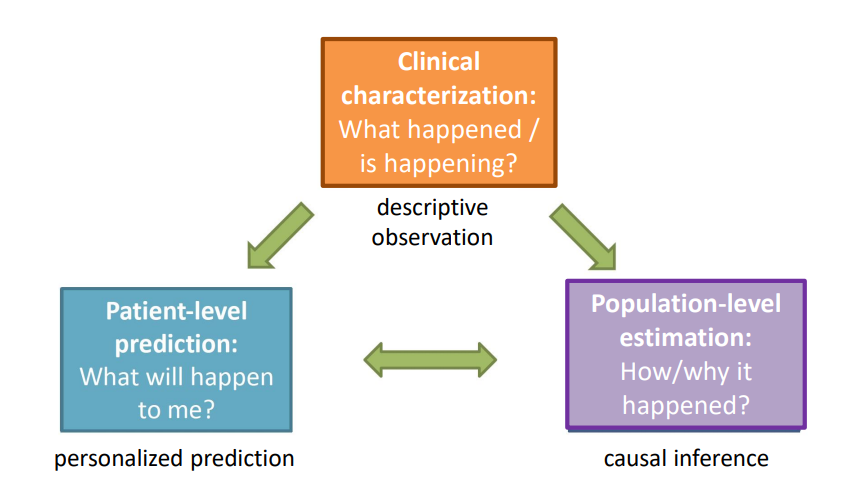 Clinical
characterization:
What happened /
is happening?
descriptive
observation
Patient-level
prediction:
What will happen
to me?
personalized prediction
Population-level
estimation:
How/why it
happened?
causal inference